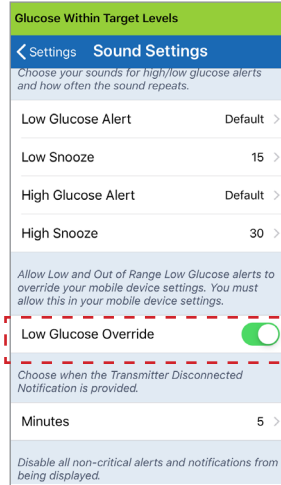 Glucose Within Target Levels
Settings Sound Settings
Choose your sounds for high/low glucose alerts
and how often the sound repeats.
Low Glucose Alert Default
Low Snooze 15
High Glucose Alert Default
High Snooze 30
Allow Low and Out of Range Low Glucose alerts to
override your mobile device settings. You must
allow this in your mobile device settings.
Low Glucose Override
Choose when the Transmitter Disconnected
Notification is provided.
Minutes 5
Disable all non-critical alerts and notifications from
being displayed.